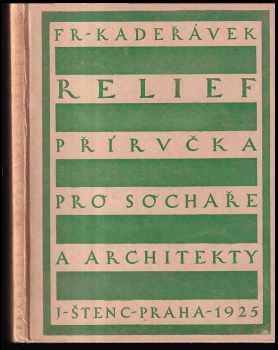 FR-KADEŘÁVEK
RELIEF
PŘÍRUČKA
PRO SOCHAŘE
A ARCHITEKTY
J-ŠTENC-PRAHA-1925